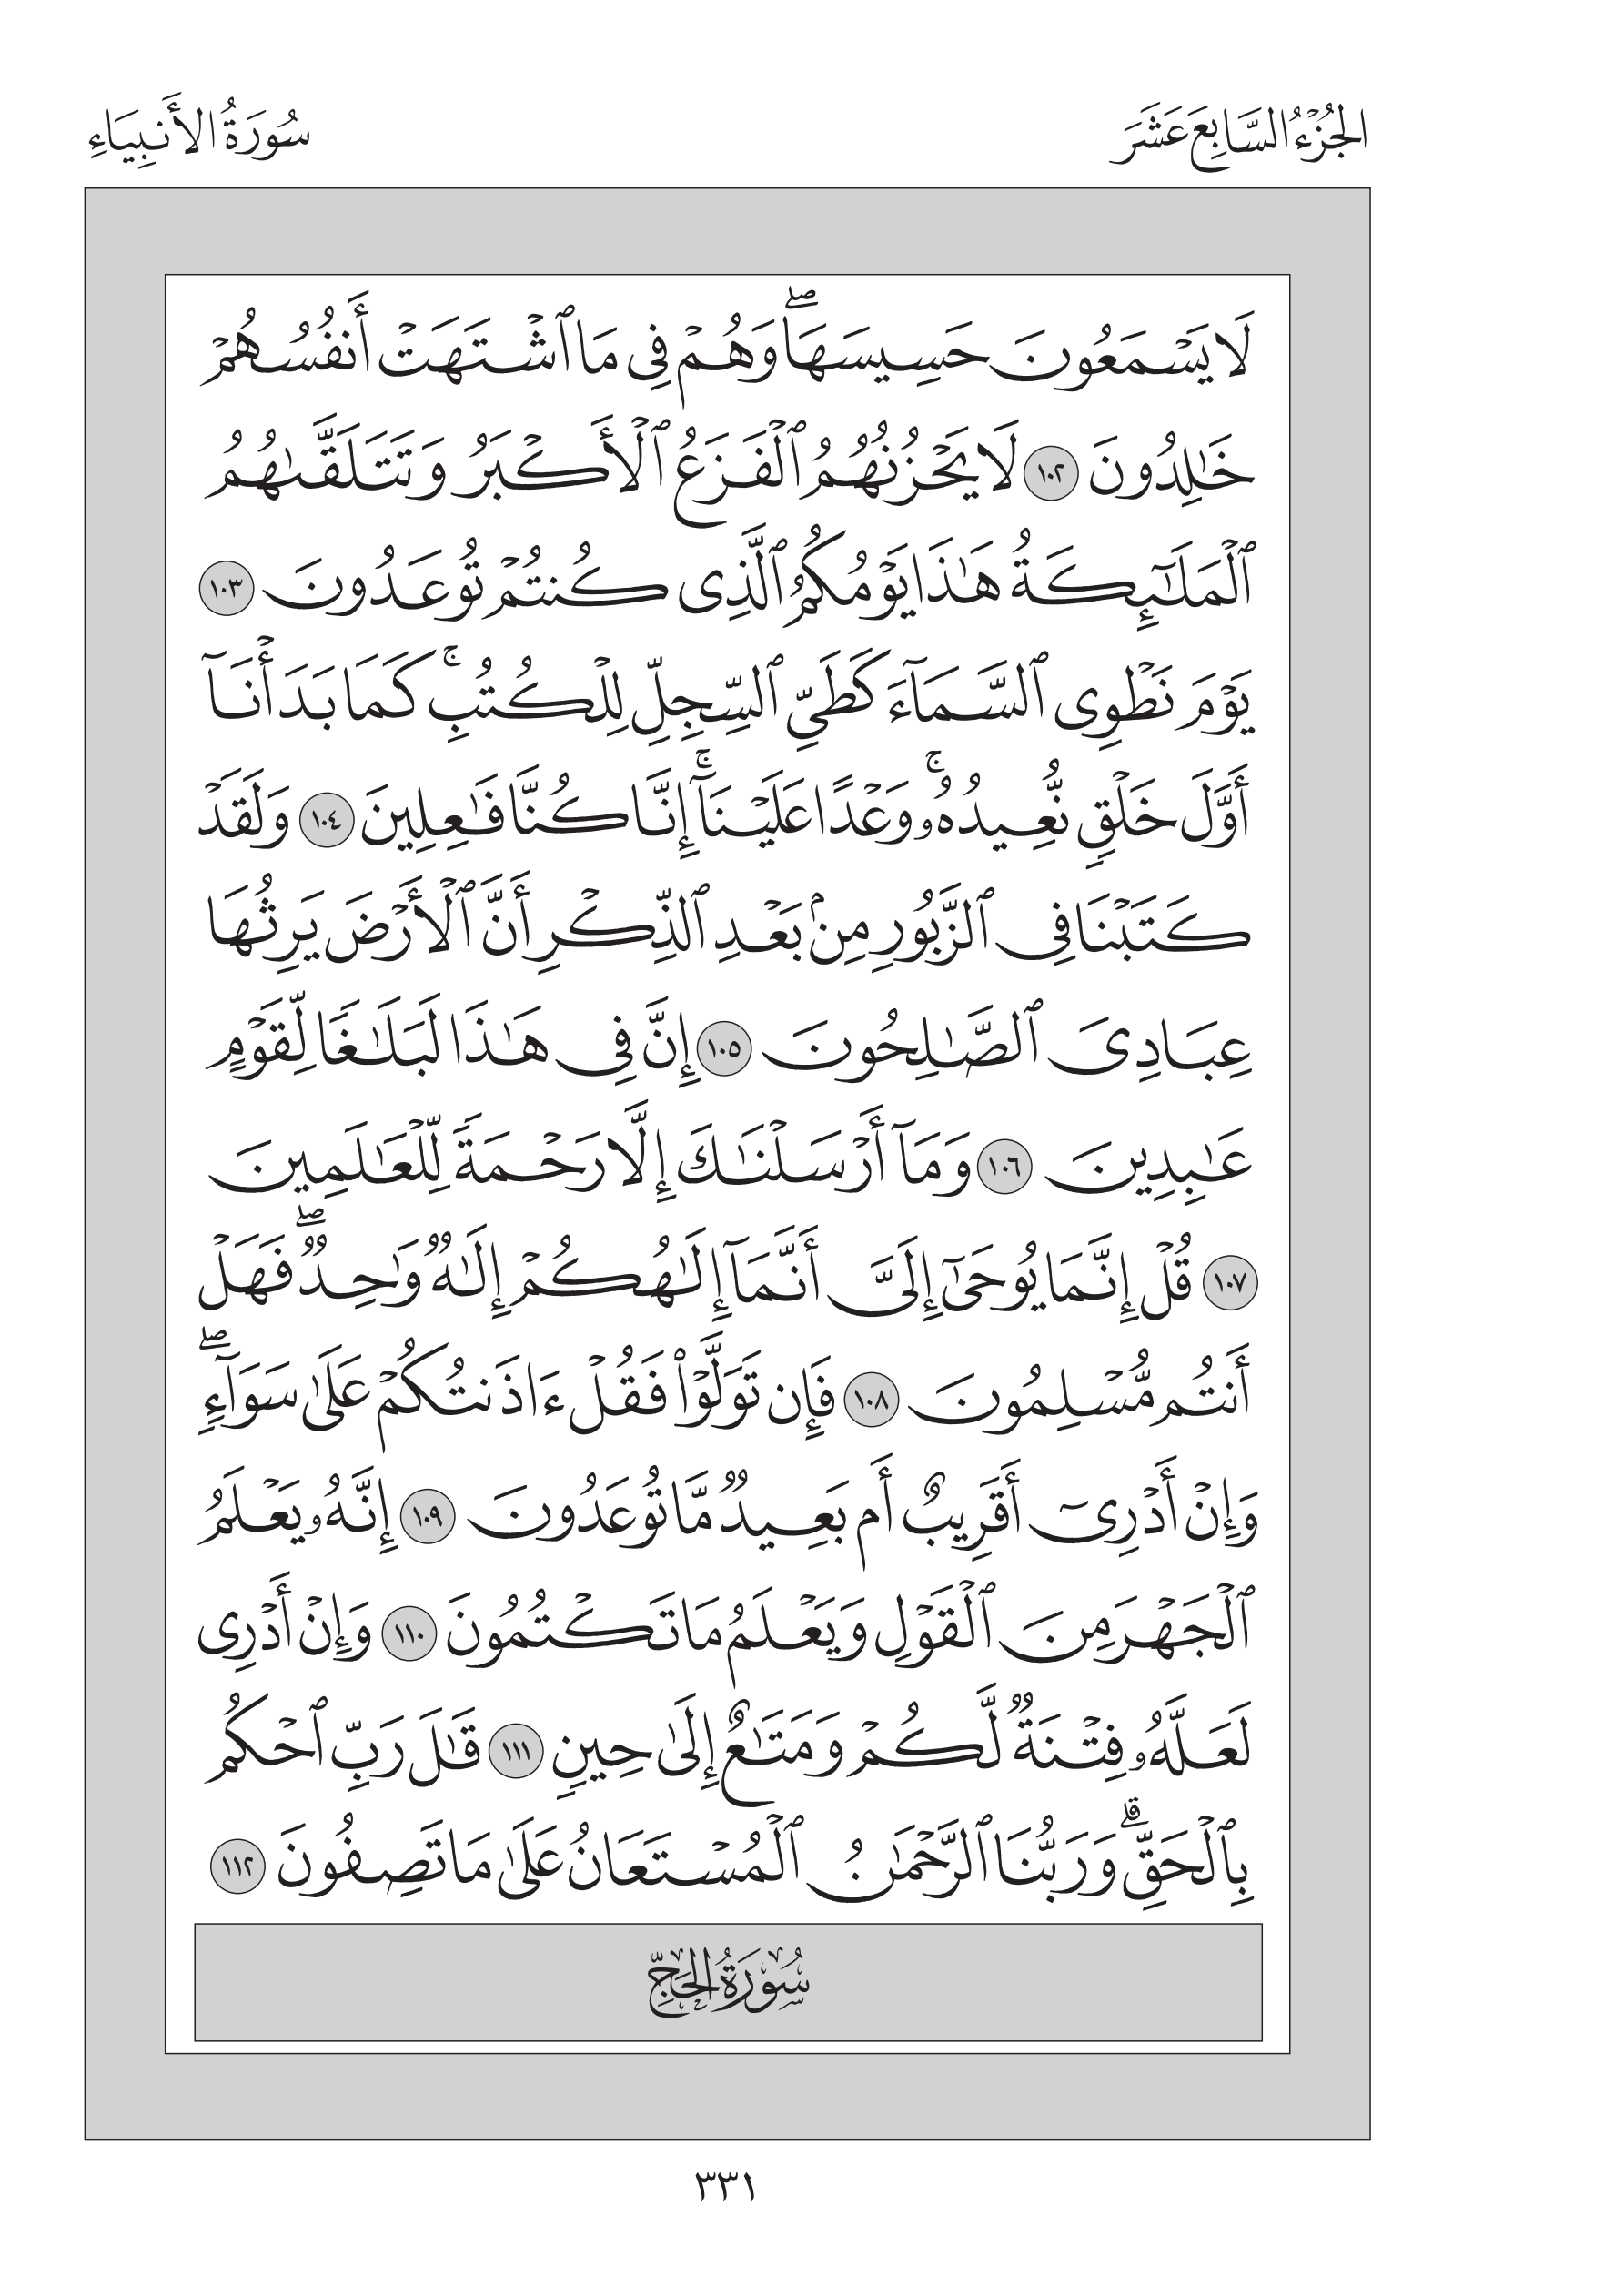 الجُزْءُ السَّابِعَ عَشَرَ
سُورَةُ الأَنبِيَاءِ
لَا يَسۡمَعُونَ حَسِيسَهَاۖ وَهُمۡ فِي مَا ٱشۡتَهَتۡ أَنفُسُهُمۡ
خَٰلِدُونَ ١٠٢ لَا يَحۡزُنُهُمُ ٱلۡفَزَعُ ٱلۡأَكۡبَرُ وَتَتَلَقَّىٰهُمُ
ٱلۡمَلَٰٓئِكَةُ هَٰذَا يَوۡمُكُمُ ٱلَّذِي كُنتُمۡ تُوعَدُونَ ١٠٣
يَوۡمَ نَطۡوِي ٱلسَّمَآءَ كَطَيِّ ٱلسِّجِلِّ لِلۡكُتُبِۚ كَمَا بَدَأۡنَآ
أَوَّلَ خَلۡقٖ نُّعِيدُهُۥۚ وَعۡدًا عَلَيۡنَآۚ إِنَّا كُنَّا فَٰعِلِينَ ١٠٤ وَلَقَدۡ
كَتَبۡنَا فِي ٱلزَّبُورِ مِنۢ بَعۡدِ ٱلذِّكۡرِ أَنَّ ٱلۡأَرۡضَ يَرِثُهَا
عِبَادِيَ ٱلصَّٰلِحُونَ ١٠٥ إِنَّ فِي هَٰذَا لَبَلَٰغٗا لِّقَوۡمٍ
عَٰبِدِينَ ١٠٦ وَمَآ أَرۡسَلۡنَٰكَ إِلَّا رَحۡمَةٗ لِّلۡعَٰلَمِينَ
١٠٧ قُلۡ إِنَّمَا يُوحَىٰٓ إِلَيَّ أَنَّمَآ إِلَٰهُكُمۡ إِلَٰهٞ وَٰحِدٞۖ فَهَلۡ
أَنتُم مُّسۡلِمُونَ ١٠٨ فَإِن تَوَلَّوۡاْ فَقُلۡ ءَاذَنتُكُمۡ عَلَىٰ سَوَآءٖۖ
وَإِنۡ أَدۡرِيٓ أَقَرِيبٌ أَم بَعِيدٞ مَّا تُوعَدُونَ ١٠٩ إِنَّهُۥ يَعۡلَمُ
ٱلۡجَهۡرَ مِنَ ٱلۡقَوۡلِ وَيَعۡلَمُ مَا تَكۡتُمُونَ ١١٠ وَإِنۡ أَدۡرِي
لَعَلَّهُۥ فِتۡنَةٞ لَّكُمۡ وَمَتَٰعٌ إِلَىٰ حِينٖ ١١١ قَٰلَ رَبِّ ٱحۡكُم
بِٱلۡحَقِّۗ وَرَبُّنَا ٱلرَّحۡمَٰنُ ٱلۡمُسۡتَعَانُ عَلَىٰ مَا تَصِفُونَ ١١٢
سُورَةُ الحَجِّ
٣٣١